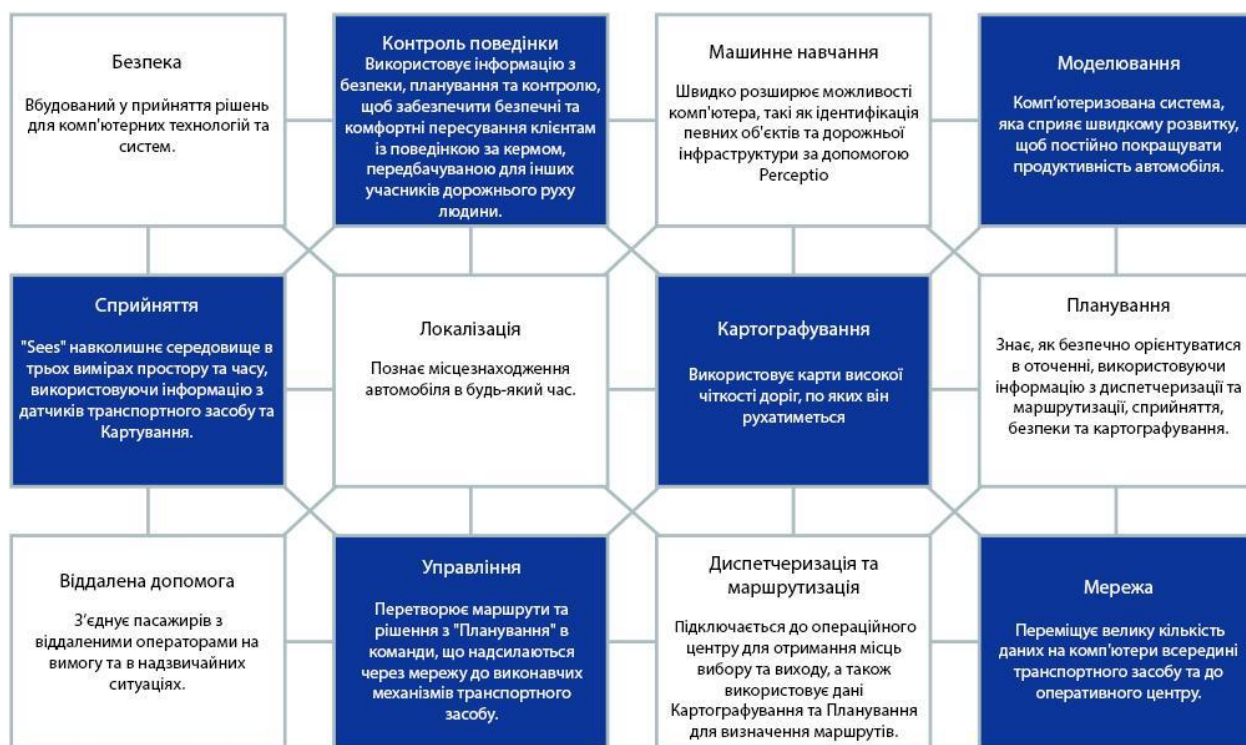 Безпека
Вбудований у прийняття рішень
для комп'ютерних технологій та
систем.
Контроль поведінки
Використовує інформацію з
безпеки, планування та контролю,
щоб забезпечити безпечні та
комфортні пересування клієнтам
із поведінкою за кермом,
передбачуваною для інших
учасників дорожнього руху
людини.
Машинне навчання
Швидко розширює можливості
комп'ютера, такі як ідентифікація
певних об'єктів та дорожньої
інфраструктури за допомогою
Perceptio
Моделювання
Комп'ютеризована система,
яка сприяє швидкому розвитку,
щоб постійно покращувати
продуктивність автомобіля.
Сприйняття
"Sees" навколишнє середовище в
трьох вимірах простору та часу,
використовуючи інформацію з
датчиків транспортного засобу та
Картування.
Локалізація
Познає місцезнаходження
автомобіля в будь-який час.
Картографування
Використовує карти високої
чіткості доріг, по яких він
рухатиметься
Планування
Знає, як безпечно орієнтуватися
в оточенні, використовуючи
інформацію з диспетчеризації та
маршрутизації, сприйняття,
безпеки та картографування.
Віддалена допомога
З'єднує пасажирів з
віддаленими операторами на
вимогу та в надзвичайних
ситуаціях.
Управління
Перетворює маршрути та
рішення з "Планування" в
команди, що надсилаються
через мережу до виконавчих
механізмів транспортного
засобу.
Диспетчеризація та
маршрутизація
Підключається до операційного
центру для отримання місць
вибору та виходу, а також
використовує дані
Картографування та Планування
для визначення маршрутів.
Мережа
Переміщує велику кількість
даних на комп'ютери всередині
транспортного засобу та до
оперативного центру.